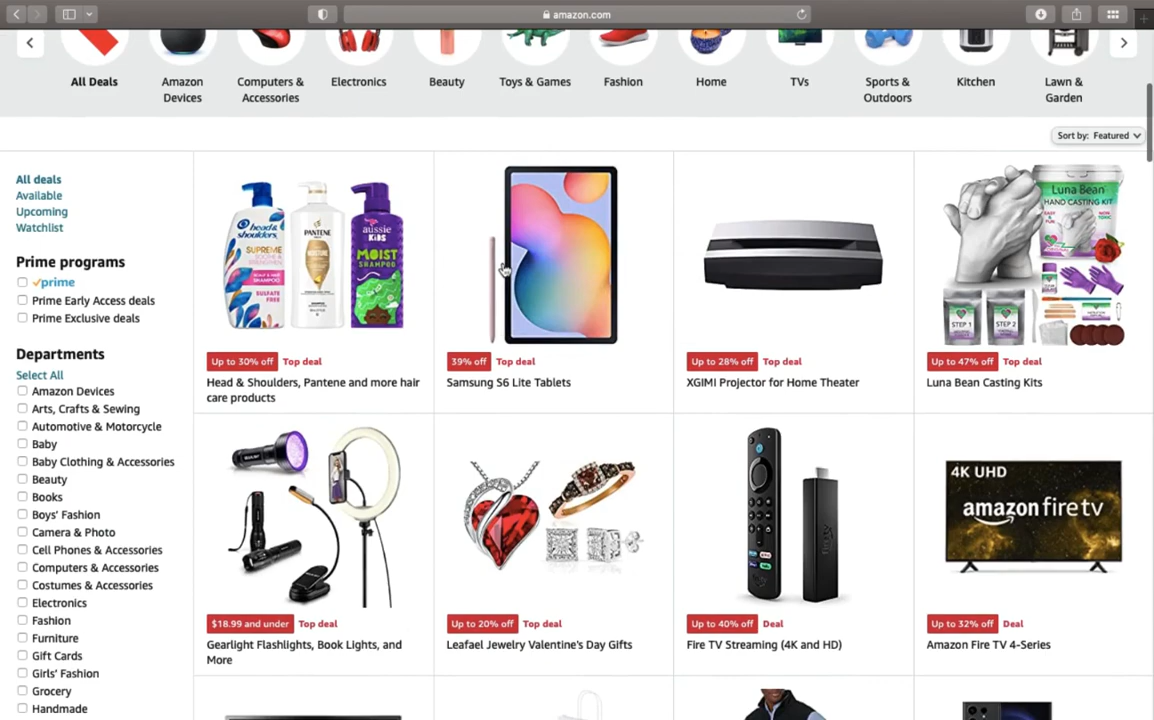 amazon.com
All Deals
Amazon
Devices
Computers &
Accessories
Electronics
Beauty
Toys & Games
Fashion
Home
TVs
Sports &
Outdoors
Kitchen
Lawn &
Garden
Sort by: Featured
All deals
Available
Upcoming
Watchlist
Prime programs
prime
Prime Early Access deals
Prime Exclusive deals
Departments
Select All
Amazon Devices
Arts, Crafts & Sewing
Automotive & Motorcycle
Baby
Baby Clothing & Accessories
Beauty
Books
Boys' Fashion
Camera & Photo
Cell Phones & Accessories
Computers & Accessories
Costumes & Accessories
Electronics
Fashion
Furniture
Gift Cards
Girls' Fashion
Grocery
Handmade
head &
shoulders
SUPREME
SULFATE
FREE
PANTENE
aussie
KIDS
MOIST
SHAMPOO
Up to 30% off Top deal
Head & Shoulders, Pantene and more hair
care products
39% off Top deal
Samsung S6 Lite Tablets
Up to 28% off Top deal
XGIMI Projector for Home Theater
Luna Bean
HAND CASTING KIT
STEP 1
STEP 2
Up to 47% off Top deal
Luna Bean Casting Kits
$18.99 and under Top deal
Gearlight Flashlights, Book Lights, and
More
Up to 20% off Top deal
Leafael Jewelry Valentine's Day Gifts
Up to 40% off Deal
Fire TV Streaming (4K and HD)
4K UHD
amazon fire tv
Up to 32% off Deal
Amazon Fire TV 4-Series